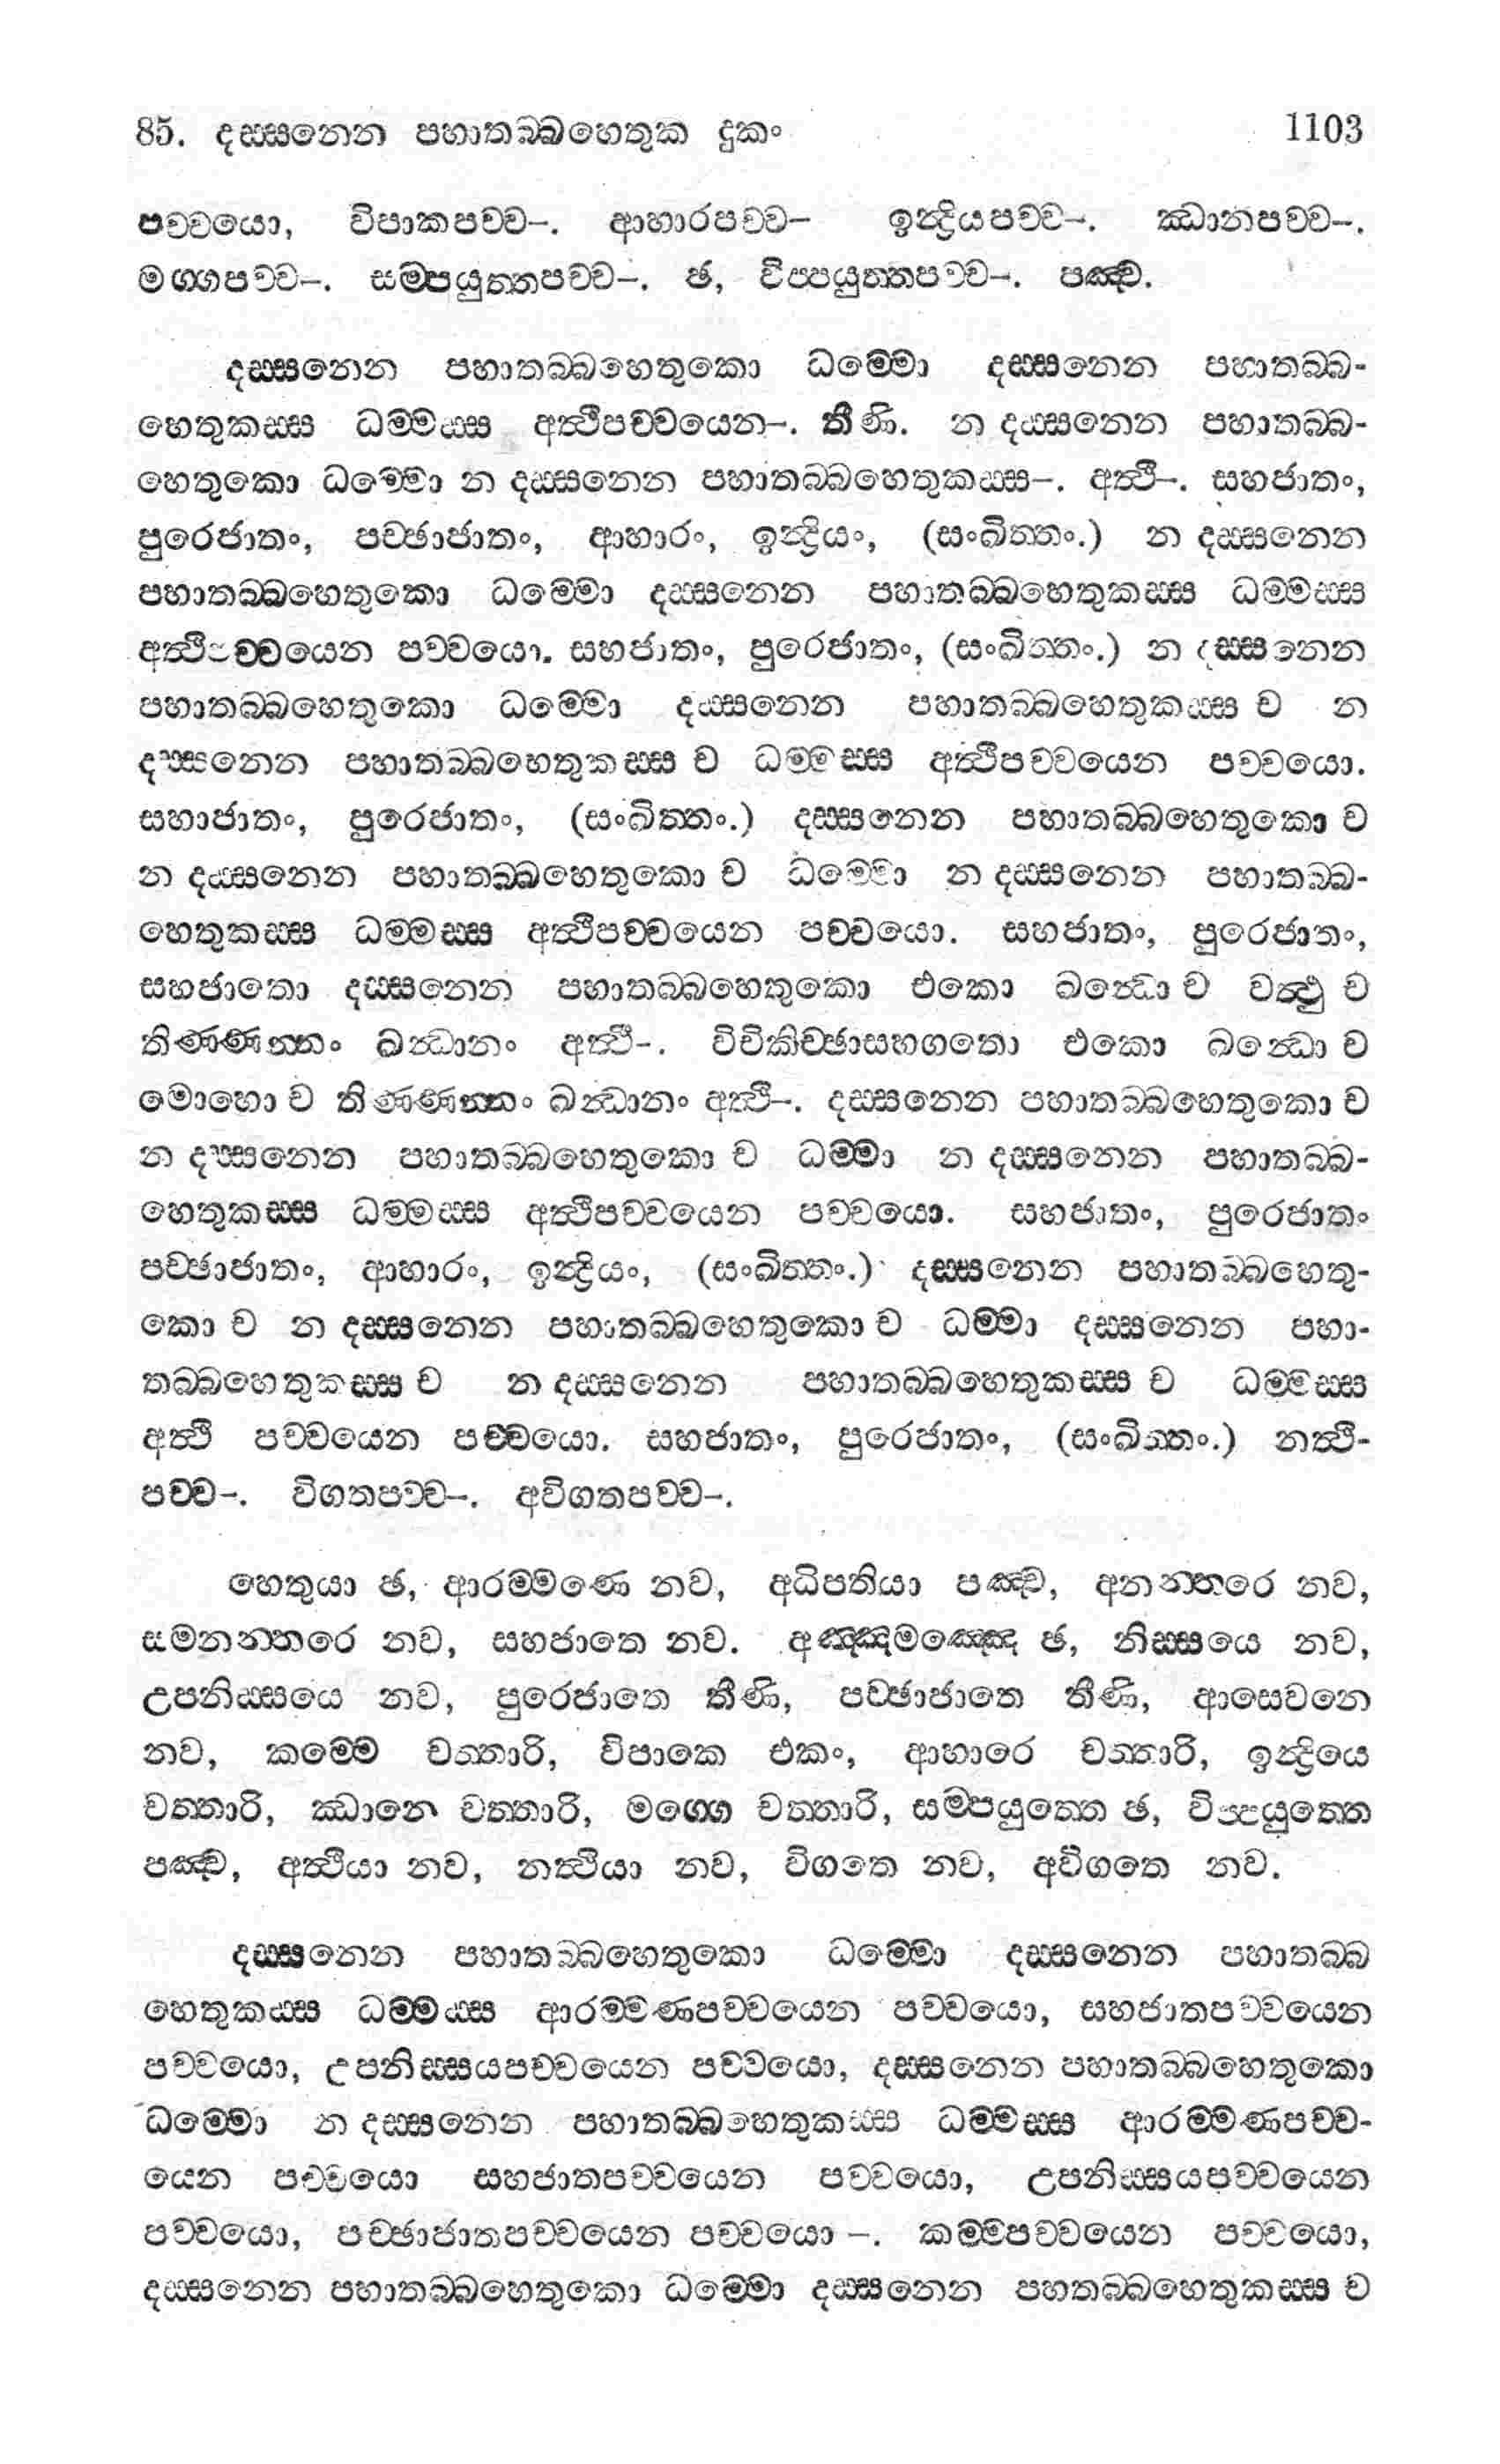 85. දස්සනෙන පහාතබ්බහෙතුක දුකං 1103
පච්චයො, විපාකපච්ච–. ආහාරපච්ච– ඉන්ද්‍රියපච්ච–. ඣානපච්ච–.
මග්ගපච්ච–. සම්පයුත්තපච්ච–. ඡ, විප්පයුත්තපච්ච–. පඤ්ච.
දස්සනෙන පහාතබ්බහෙතුකො ධම්මො දස්සනෙන පහාතබ්බ-
හෙතුකස්ස ධම්මස්ස අත්ථිපච්චයෙන–. තීණි. න දස්සනෙන පහාතබ්බ-
හෙතුකො ධම්මො න දස්සනෙන පහාතබ්බහෙතුකස්ස–. අත්ථි–. සහජාතං,
පුරෙජාතං, පච්ඡාජාතං, ආහාරං, ඉන්ද්‍රියං, (සංඛිත්තං.) න දස්සනෙන
පහාතබ්බහෙතුකො ධම්මො දස්සනෙන පහාතබ්බහෙතුකස්ස ධම්මස්ස
අත්ථිපච්චයෙන පච්චයො. සහජාතං, පුරෙජාතං, (සංඛිත්තං.) න දස්සනෙන
පහාතබ්බහෙතුකො ධම්මො දස්සනෙන පහාතබ්බහෙතුකස්ස ච න
දස්සනෙන පහාතබ්බහෙතුකස්ස ච ධම්මස්ස අත්ථිපච්චයෙන පච්චයො.
සහාජාතං, පුරෙජාතං, (සංඛිත්තං.) දස්සනෙන පහාතබ්බහෙතුකො ච
න දස්සනෙන පහාතබ්බහෙතුකො ච ධම්මො න දස්සනෙන පහාතබ්බ-
හෙතුකස්ස ධම්මස්ස අත්ථිපච්චයෙන පච්චයො. සහජාතං, පුරෙජාතං,
සහජාතො දස්සනෙන පහාතබ්බහෙතුකො එකො ඛන්ධො ච වත්ථු ච
තිණ්ණන්නං ඛන්ධානං අත්ථි–. විචිකිච්ඡාසහගතො එකො ඛන්ධො ච
මොහො ච තිණ්ණන්නං ඛන්ධානං අත්ථි–. දස්සනෙන පහාතබ්බහෙතුකො ච
න දස්සනෙන පහාතබ්බහෙතුකො ච ධම්මා න දස්සනෙන පහාතබ්බ-
හෙතුකස්ස ධම්මස්ස අත්ථිපච්චයෙන පච්චයො. සහජාතං, පුරෙජාතං
පච්ඡාජාතං, ආහාරං, ඉන්ද්‍රියං, (සංඛිත්තං.) දස්සනෙන පහාතබ්බහෙතු-
කො ච න දස්සනෙන පහාතබ්බහෙතුකො ච ධම්මා දස්සනෙන පහා-
තබ්බහෙතුකස්ස ච න දස්සනෙන පහාතබ්බහෙතුකස්ස ච ධම්මස්ස
අත්ථි පච්චයෙන පච්චයො. සහජාතං, පුරෙජාතං, (සංඛිත්තං.) නත්ථි-
පච්ච–. විගතපච්ච–. අවිගතපච්ච–.
හෙතුයා ඡ, ආරම්මණෙ නව, අධිපතියා පඤ්ච, අනන්තරෙ නව,
සමනන්තරෙ නව, සහජාතෙ නව. අඤ්ඤමඤ්ඤෙ ඡ, නිස්සයෙ නව,
උපනිස්සයෙ නව, පුරෙජාතෙ තීණි, පච්ඡාජාතෙ තීණි, ආසෙවනෙ
නව, කම්මෙ චත්තාරි, විපාකෙ එකං, ආහාරෙ චත්තාරි, ඉන්ද්‍රියෙ
චත්තාරි, ඣානෙ චත්තාරි, මග්ගෙ චත්තාරි, සම්පයුත්තෙ ඡ, විප්පයුත්තෙ
පඤ්ච, අත්ථියා නව, නත්ථියා නව, විගතෙ නව, අවිගතෙ නව.
දස්සනෙන පහාතබ්බහෙතුකො ධම්මො දස්සනෙන පහාතබ්බ
හෙතුකස්ස ධම්මස්ස ආරම්මණපච්චයෙන පච්චයො, සහජාතපච්චයෙන
පච්චයො, උපනිස්සයපච්චයෙන පච්චයො, දස්සනෙන පහාතබ්බහෙතුකො
ධම්මො න දස්සනෙන පහාතබ්බහෙතුකස්ස ධම්මස්ස ආරම්මණපච්ච-
යෙන පච්චයො සහජාතපච්චයෙන පච්චයො, උපනිස්සයපච්චයෙන
පච්චයො, පච්ඡාජාතපච්චයෙන පච්චයො –. කම්මපච්චයෙන පච්චයො,
දස්සනෙන පහාතබ්බහෙතුකො ධම්මො දස්සනෙන පහතබ්බහෙතුකස්ස ච